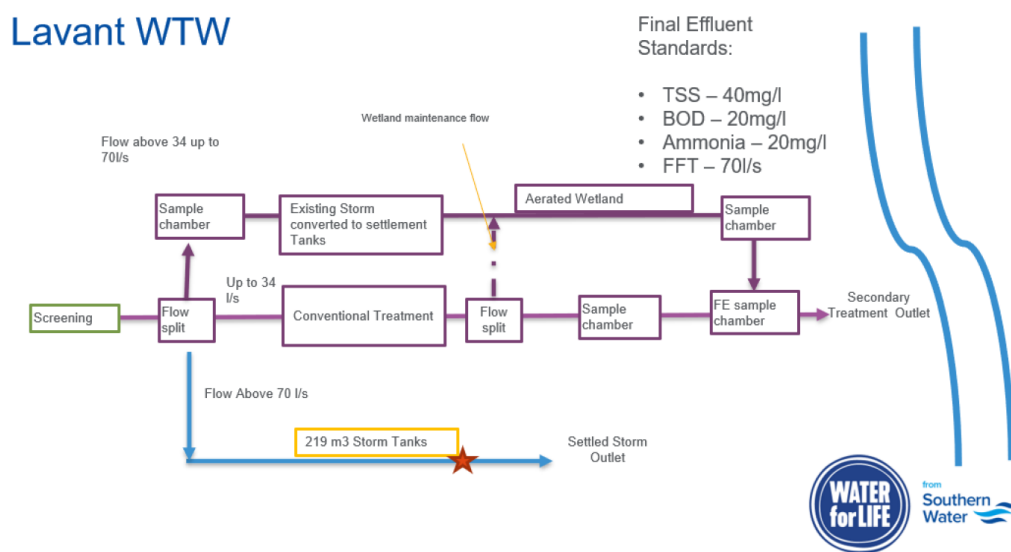 Lavant WTW
Final Effluent
Standards:
• TSS – 40mg/l
• BOD – 20mg/l
• Ammonia – 20mg/l
• FFT – 70l/s
Wetland maintenance flow
Flow above 34 up to
70l/s
Sample
chamber
Existing Storm
converted to settlement
Tanks
Aerated Wetland
Sample
chamber
Up to 34
l/s
Screening
Flow
split
Conventional Treatment
Flow
split
Sample
chamber
FE sample
chamber
Secondary
Treatment Outlet
Flow Above 70 l/s
219 m3 Storm Tanks
Settled Storm
Outlet
WATER
for LIFE
from
Southern
Water